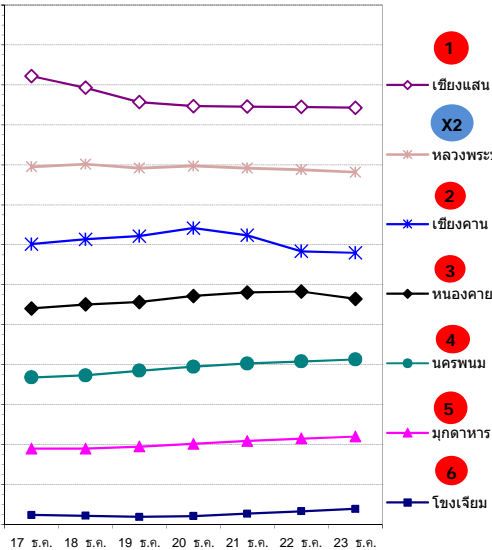 1
เชียงแสน
X2
หลวงพระ
2
เชียงคาน
3
หนองคาย
4
นครพนม
5
มุกดาหาร
6
โขงเจียม
17 ธ.ค. 18 ธ.ค. 19 ธ.ค. 20 ธ.ค. 21 ธ.ค. 22 ธ.ค. 23 ธ.ค.